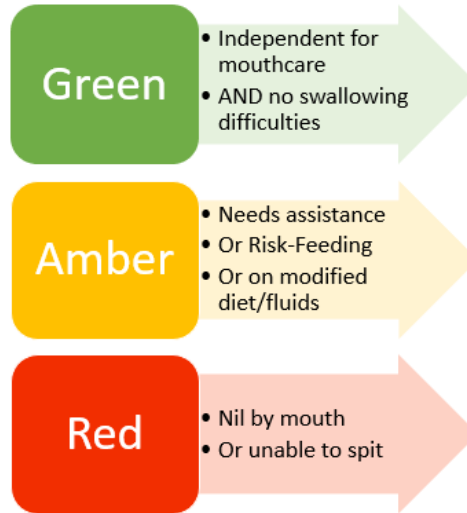 Green
• Independent for
mouthcare
• AND no swallowing
difficulties
Amber
• Needs assistance
• Or Risk-Feeding
• Or on modified
diet/fluids
Red
• Nil by mouth
• Or unable to spit